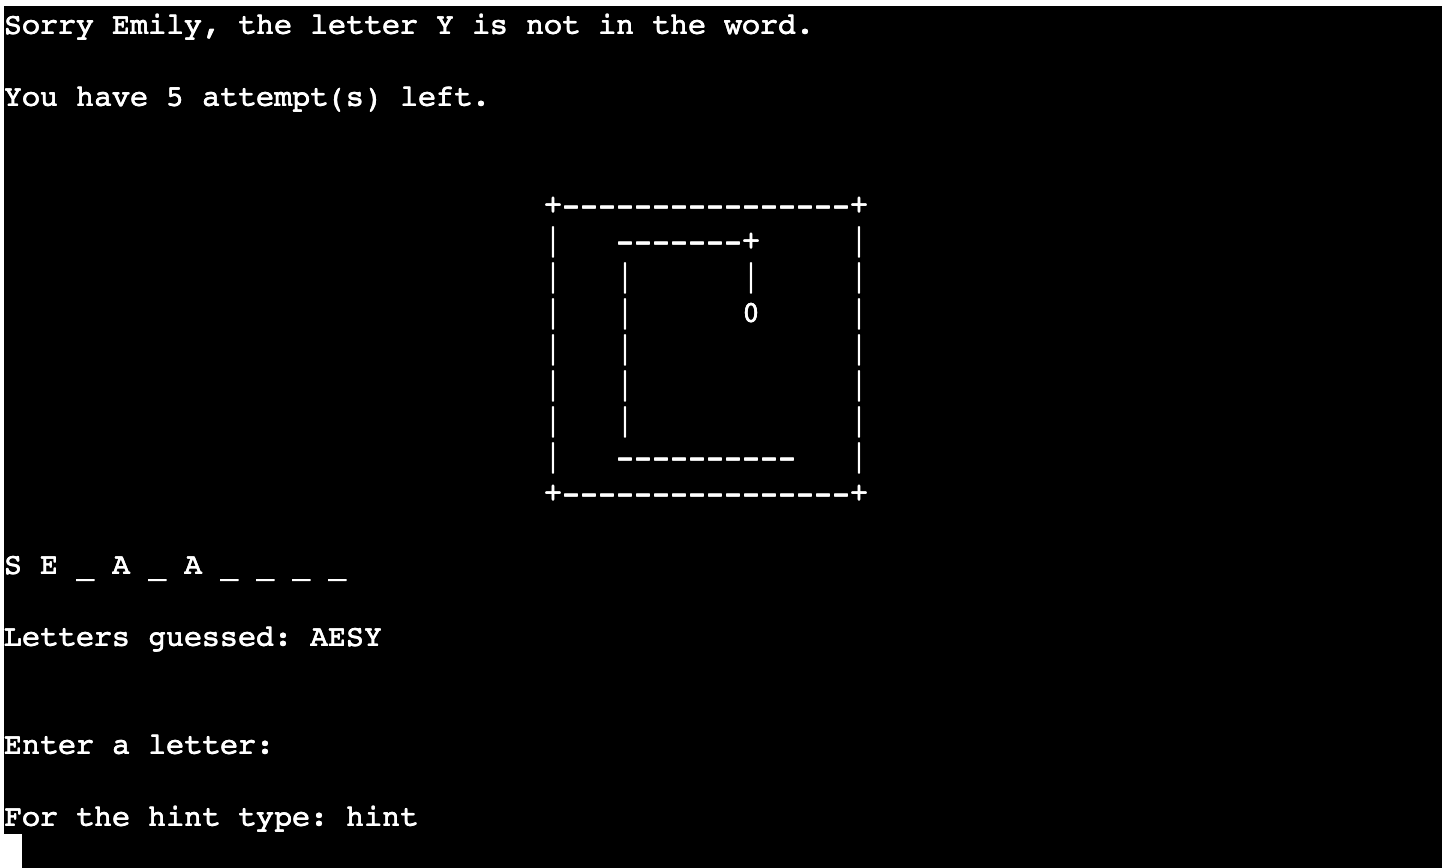 Sorry Emily, the letter Y is not in the word.
You have 5 attempt(s) left.
+----------------+
|    -------+     |
|   |       |     |
|   |       0     |
|   |             |
|   |             |
|   |             |
|    ----------   |
+----------------+
S E _ A _ A _ _ _ _
Letters guessed: AESY
Enter a letter:
For the hint type: hint